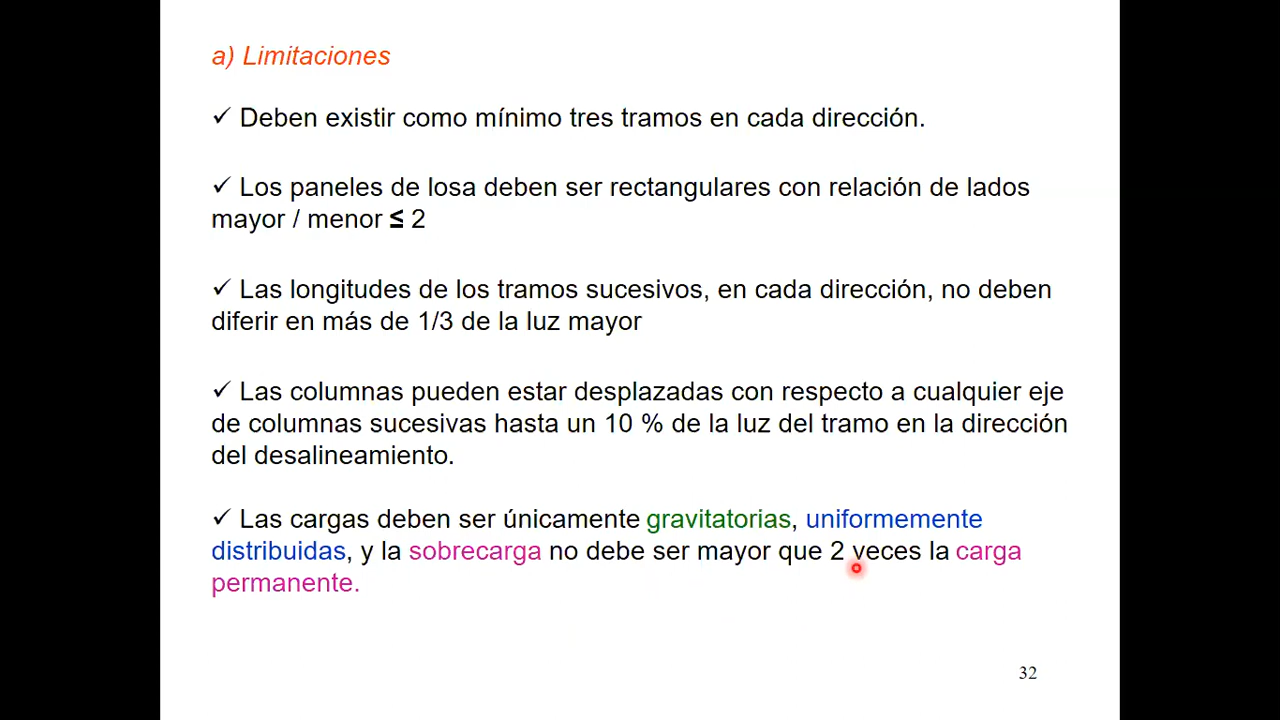 a) Limitaciones
✓ Deben existir como mínimo tres tramos en cada dirección.
✓ Los paneles de losa deben ser rectangulares con relación de lados
mayor / menor ≤ 2
✓ Las longitudes de los tramos sucesivos, en cada dirección, no deben
diferir en más de 1/3 de la luz mayor
✓ Las columnas pueden estar desplazadas con respecto a cualquier eje
de columnas sucesivas hasta un 10 % de la luz del tramo en la dirección
del desalineamiento.
✓ Las cargas deben ser únicamente gravitatorias, uniformemente
distribuidas, y la sobrecarga no debe ser mayor que 2 veces la carga
permanente.
32